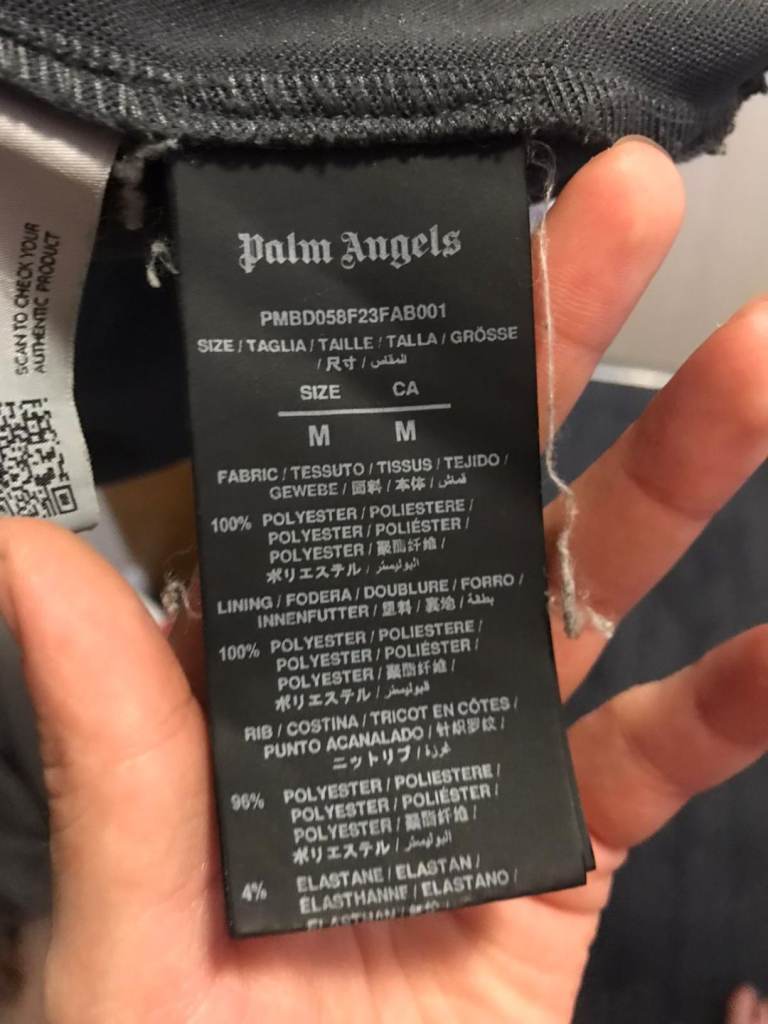 SCAN TO CHECK YOUR
AUTHENTIC PRODUCT
Palm Angels
PMBD058F23FAB001
SIZE / TAGLIA / TAILLE / TALLA / GRÖSSE
/ 尺寸 / المقاس
SIZE CA
M M
FABRIC / TESSUTO / TISSUS / TEJIDO /
GEWEBE / 面料 / 本体 / قماش
100% POLYESTER / POLIESTERE /
POLYESTER / POLIÉSTER /
POLYESTER / 聚酯纤维 /
ポリエステル / البوليستر
LINING / FODERA / DOUBLURE / FORRO /
INNENFUTTER / 里料 / 裏地 / بطانة
100% POLYESTER / POLIESTERE /
POLYESTER / POLIÉSTER /
POLYESTER / 聚酯纤维 /
ポリエステル /
RIB / COSTINA / TRICOT EN CÔTES /
PUNTO ACANALADO / 针织罗纹 /
ニットリブ /
96% POLYESTER / POLIESTERE /
POLYESTER / POLIÉSTER /
POLYESTER / 聚酯纤维 /
ポリエステル / البوليستر
4% ELASTANE / ELASTAN /
ÉLASTHANNE / ELASTANO /
ELASTHAN /